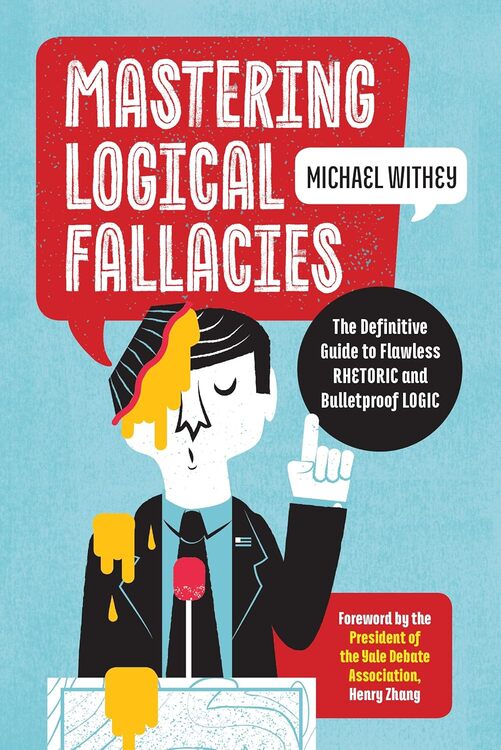 MASTERING
LOGICAL
FALLACIES
MICHAEL WITHEY
The Definitive
Guide to Flawless
RHETORIC and
Bulletproof LOGIC
Foreword by the
President of
the Yale Debate
Association,
Henry Zhang